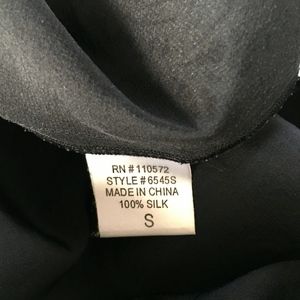 RN # 110572
STYLE # 6545S
MADE IN CHINA
100% SILK
S